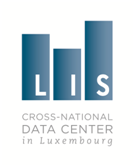 LIS
CROSS-NATIONAL
DATA CENTER
in Luxembourg